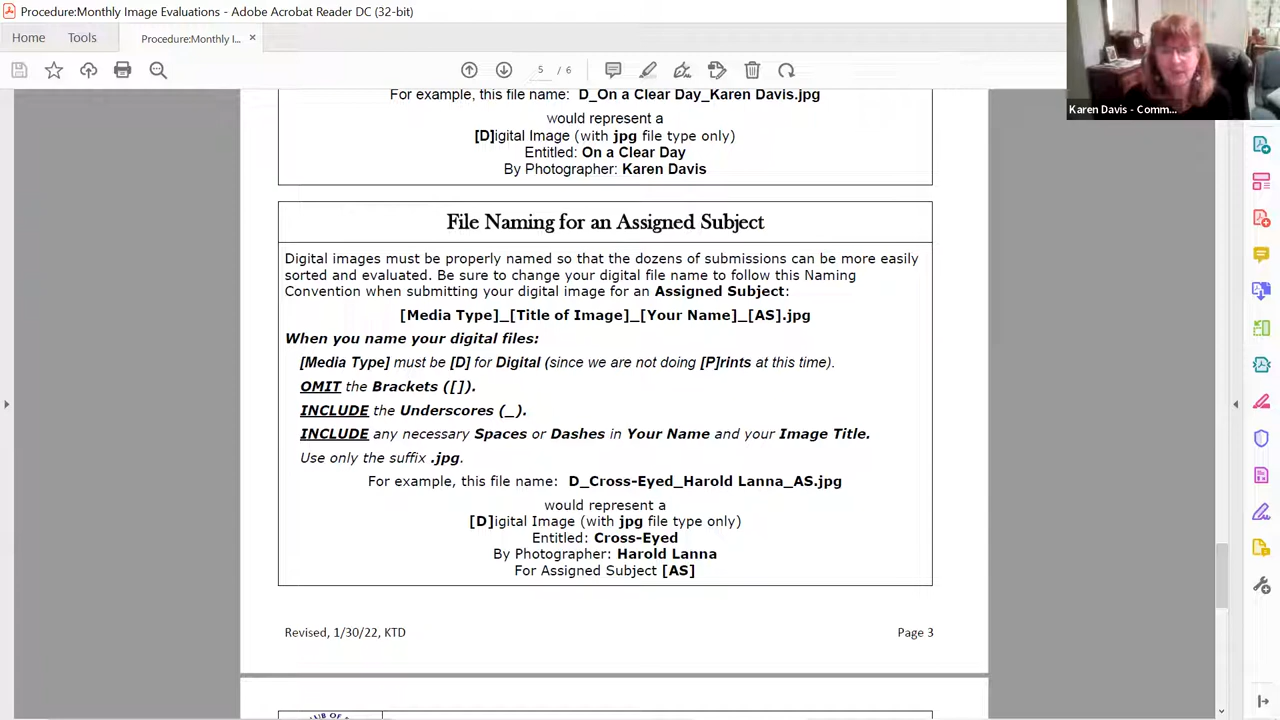 Procedure:Monthly Image Evaluations - Adobe Acrobat Reader DC (32-bit)
Home
Tools
Procedure:Monthly I...
5 / 6
Karen Davis - Comm...
For example, this file name: D_On a Clear Day_Karen Davis.jpg
would represent a
[D]igital Image (with jpg file type only)
Entitled: On a Clear Day
By Photographer: Karen Davis
File Naming for an Assigned Subject
Digital images must be properly named so that the dozens of submissions can be more easily
sorted and evaluated. Be sure to change your digital file name to follow this Naming
Convention when submitting your digital image for an Assigned Subject:
[Media Type]_[Title of Image]_[Your Name]_[AS].jpg
When you name your digital files:
[Media Type] must be [D] for Digital (since we are not doing [P]rints at this time).
OMIT the Brackets ([]).
INCLUDE the Underscores (_).
INCLUDE any necessary Spaces or Dashes in Your Name and your Image Title.
Use only the suffix .jpg.
For example, this file name: D_Cross-Eyed_Harold Lanna_AS.jpg
would represent a
[D]igital Image (with jpg file type only)
Entitled: Cross-Eyed
By Photographer: Harold Lanna
For Assigned Subject [AS]
Revised, 1/30/22, KTD
Page 3